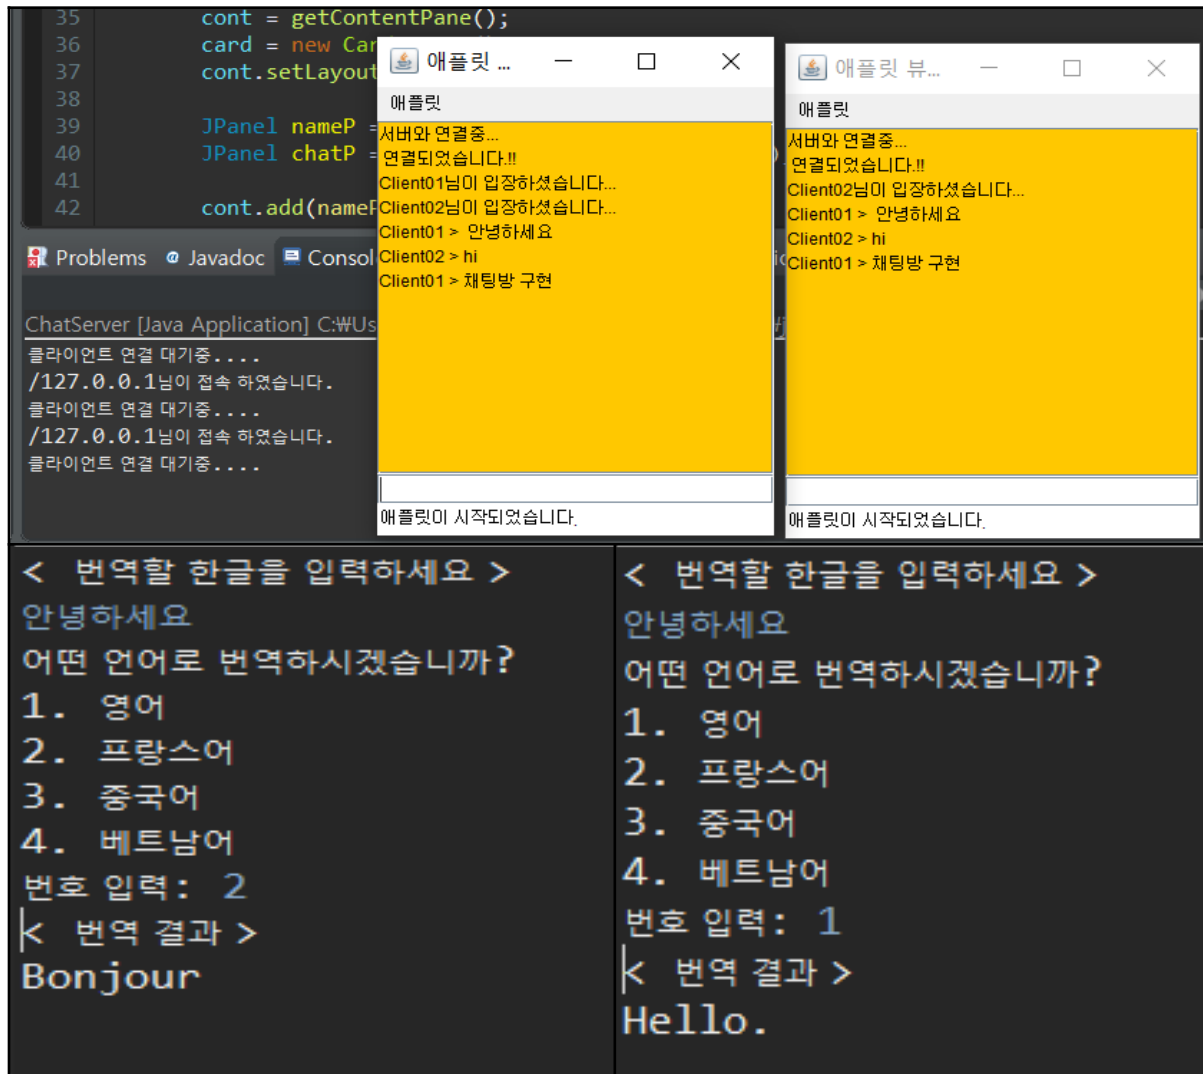 35 cont = getContentPane();
36 card = new Car
37 cont.setLayout
38
39 JPanel nameP =
40 JPanel chatP =
41
42 cont.add(nameP
Problems @ Javadoc Consol
ChatServer [Java Application] C:₩Us
클라이언트 연결 대기중....
/127.0.0.1님이 접속 하였습니다.
클라이언트 연결 대기중....
/127.0.0.1님이 접속 하였습니다.
클라이언트 연결 대기중....
애플릿 ...
애플릿
서버와 연결중...
연결되었습니다.!!
Client01님이 입장하셨습니다...
Client02님이 입장하셨습니다...
Client01 > 안녕하세요
Client02 > hi
Client01 > 채팅방 구현
애플릿이 시작되었습니다.
애플릿 뷰...
애플릿
서버와 연결중...
연결되었습니다.!!
Client02님이 입장하셨습니다...
Client01 > 안녕하세요
Client02 > hi
Client01 > 채팅방 구현
애플릿이 시작되었습니다.
< 번역할 한글을 입력하세요 >
안녕하세요
어떤 언어로 번역하시겠습니까?
1. 영어
2. 프랑스어
3. 중국어
4. 베트남어
번호 입력: 2
< 번역 결과 >
Bonjour
< 번역할 한글을 입력하세요 >
안녕하세요
어떤 언어로 번역하시겠습니까?
1. 영어
2. 프랑스어
3. 중국어
4. 베트남어
번호 입력: 1
< 번역 결과 >
Hello.